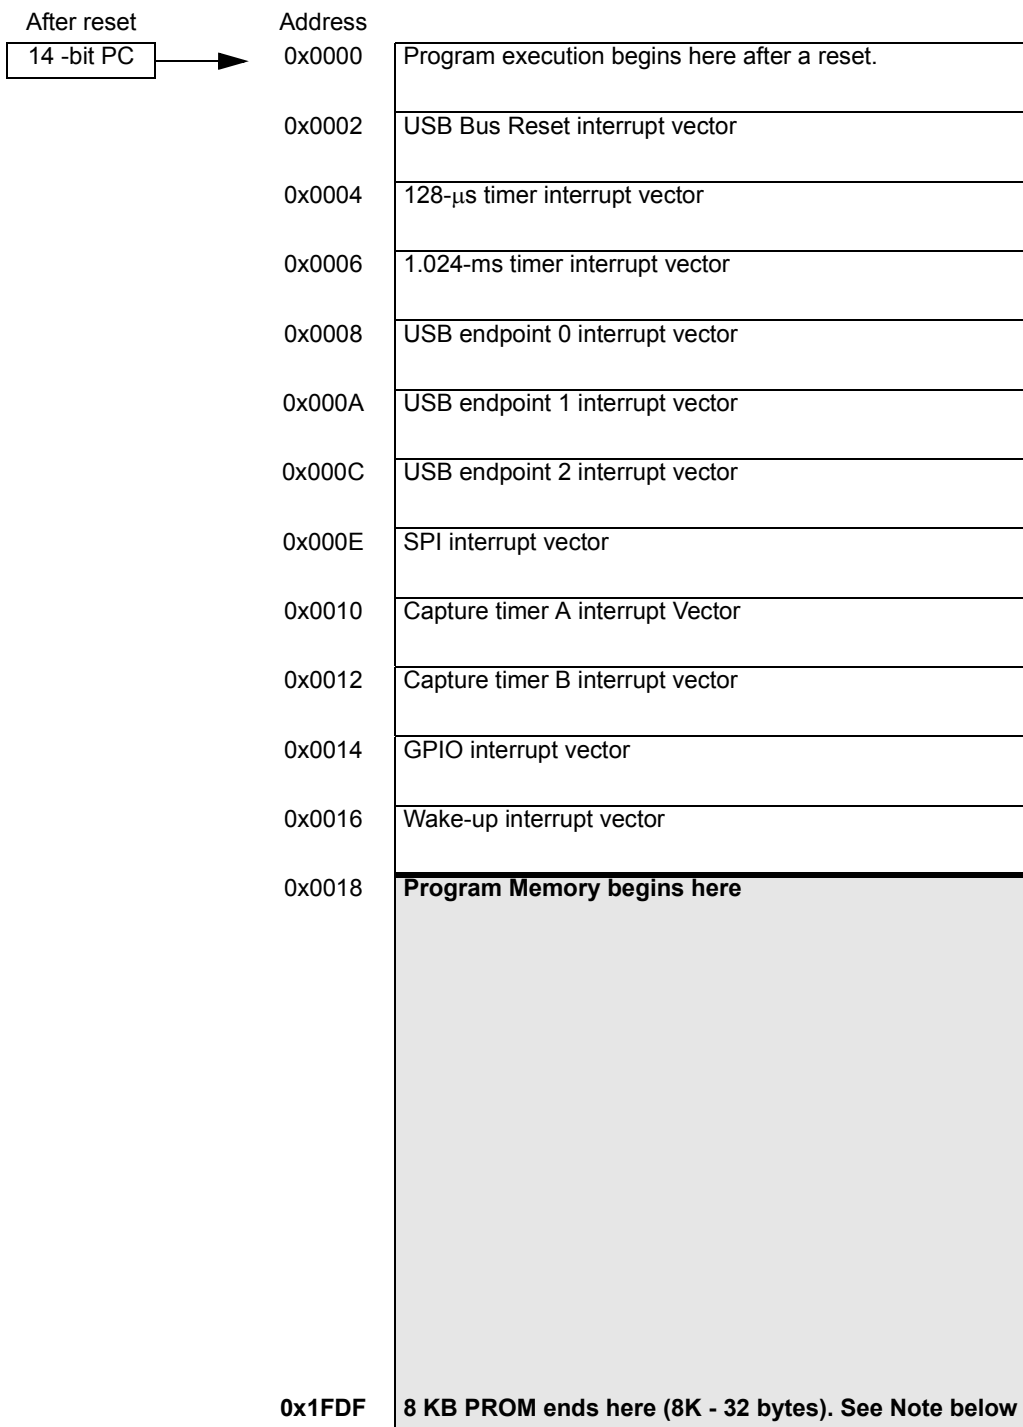 After reset Address
14 -bit PC 0x0000 Program execution begins here after a reset.
0x0002 USB Bus Reset interrupt vector
0x0004 128-μs timer interrupt vector
0x0006 1.024-ms timer interrupt vector
0x0008 USB endpoint 0 interrupt vector
0x000A USB endpoint 1 interrupt vector
0x000C USB endpoint 2 interrupt vector
0x000E SPI interrupt vector
0x0010 Capture timer A interrupt Vector
0x0012 Capture timer B interrupt vector
0x0014 GPIO interrupt vector
0x0016 Wake-up interrupt vector
0x0018 Program Memory begins here
0x1FDF 8 KB PROM ends here (8K - 32 bytes). See Note below